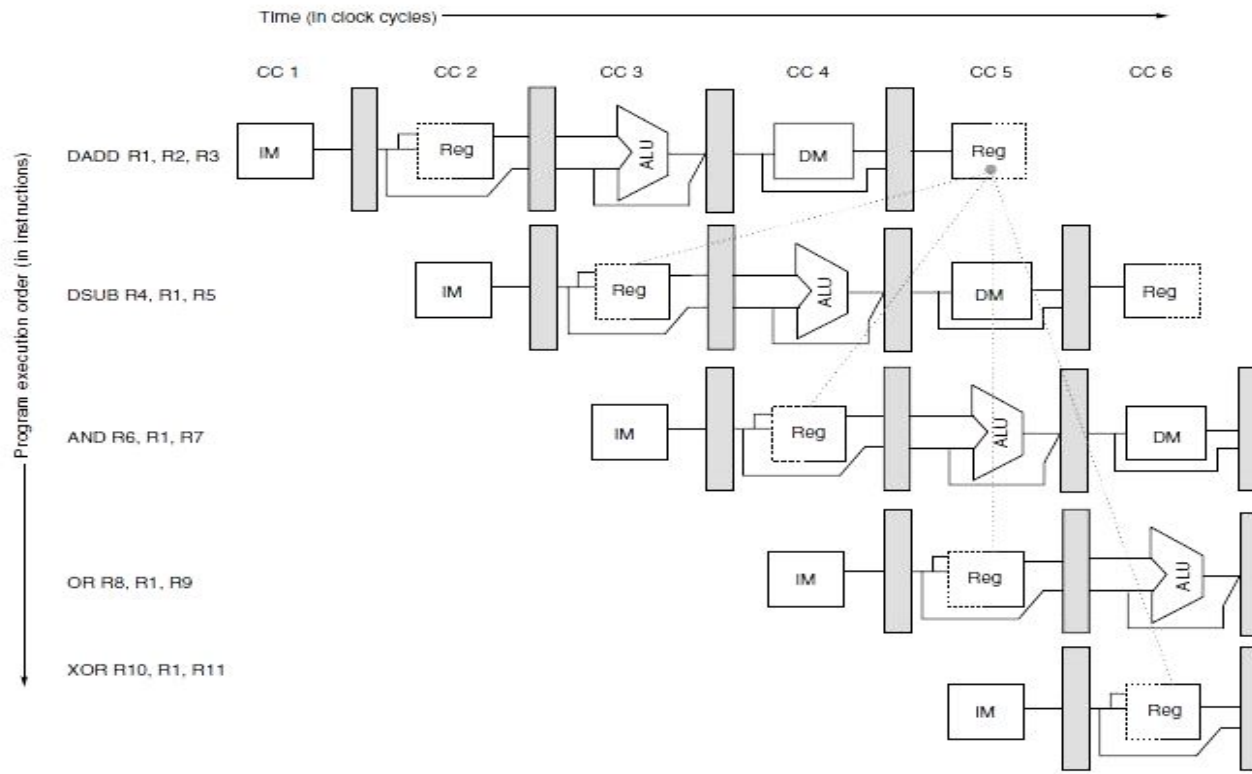 Time (in clock cycles)
CC 1 CC 2 CC 3 CC 4 CC 5 CC 6
Program execution order (in instructions)
DADD R1, R2, R3 IM Reg ALU DM Reg
DSUB R4, R1, R5 IM Reg ALU DM Reg
AND R6, R1, R7 IM Reg ALU DM
OR R8, R1, R9 IM Reg ALU
XOR R10, R1, R11 IM Reg